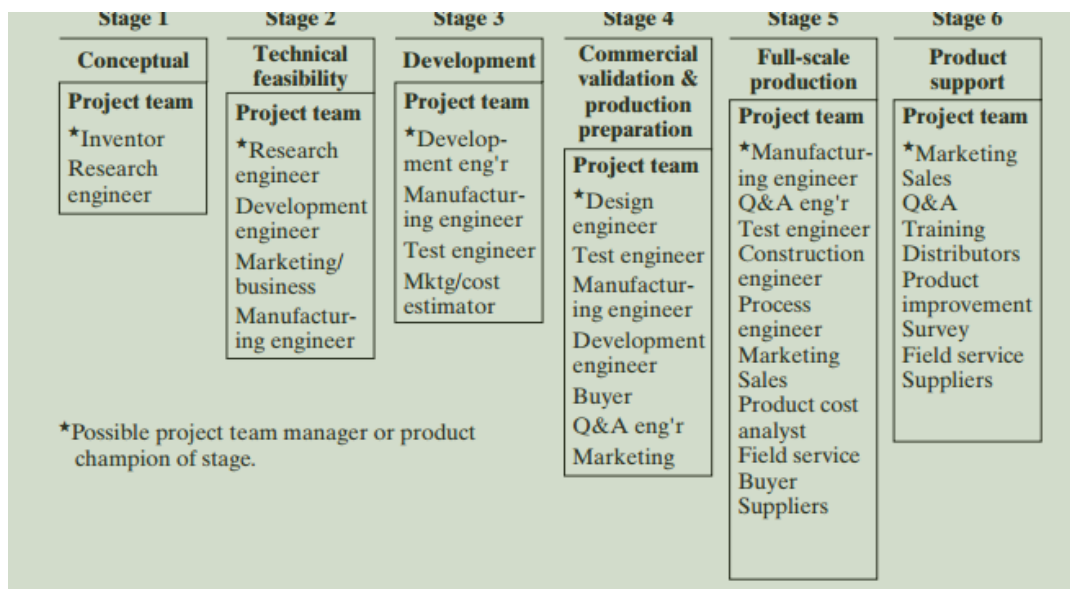 Stage 1
Conceptual
Project team
★Inventor
Research
engineer
Stage 2
Technical
feasibility
Project team
★Research
engineer
Development
engineer
Marketing/
business
Manufactur-
ing engineer
Stage 3
Development
Project team
★Develop-
ment eng'r
Manufactur-
ing engineer
Test engineer
Mktg/cost
estimator
Stage 4
Commercial
validation &
production
preparation
Project team
★Design
engineer
Test engineer
Manufactur-
ing engineer
Development
engineer
Buyer
Q&A eng'r
Marketing
Stage 5
Full-scale
production
Project team
★Manufactur-
ing engineer
Q&A eng'r
Test engineer
Construction
engineer
Process
engineer
Marketing
Sales
Product cost
analyst
Field service
Buyer
Suppliers
Stage 6
Product
support
Project team
★Marketing
Sales
Q&A
Training
Distributors
Product
improvement
Survey
Field service
Suppliers
★Possible project team manager or product
champion of stage.